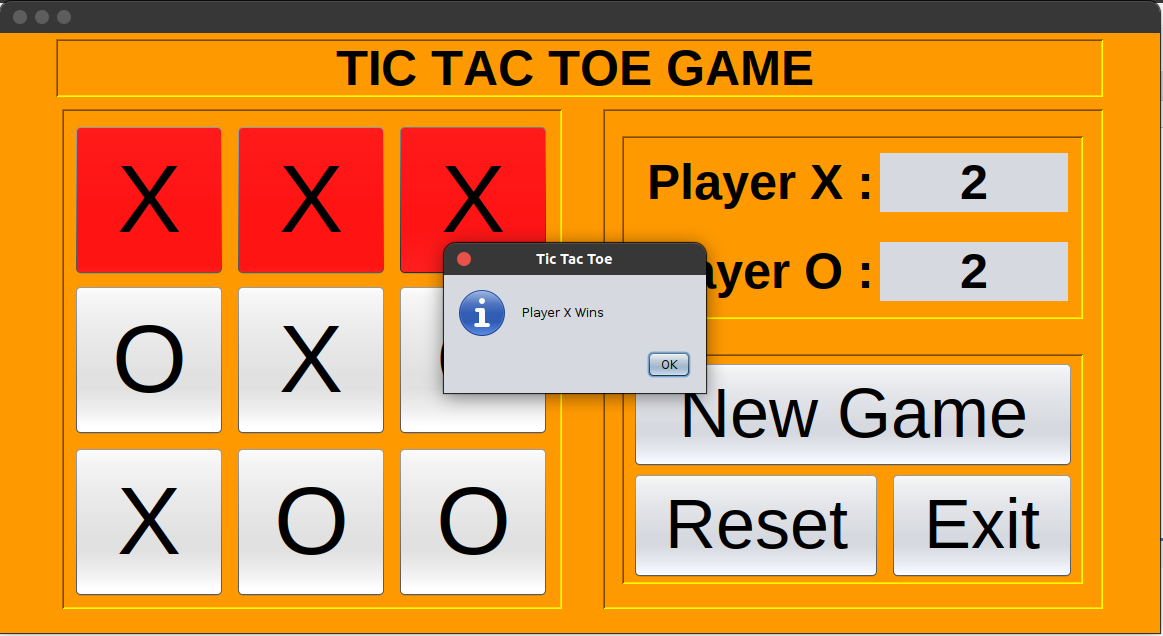 TIC TAC TOE GAME
X X X
Player X : 2
Tic Tac Toe
Player X Wins
OK
ayer O : 2
O X
New Game
X O O
Reset Exit